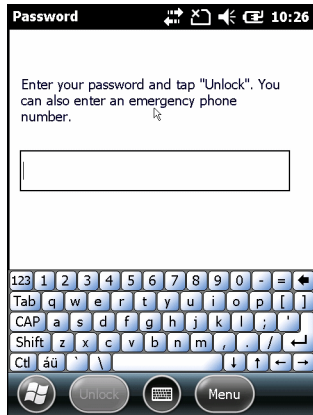 Password 10:26
Enter your password and tap "Unlock". You
can also enter an emergency phone
number.
123 1 2 3 4 5 6 7 8 9 0 - =
Tab q w e r t y u i o p [ ]
CAP a s d f g h j k l ; '
Shift z x c v b n m , . /
Ctl áü ` \
Unlock Menu